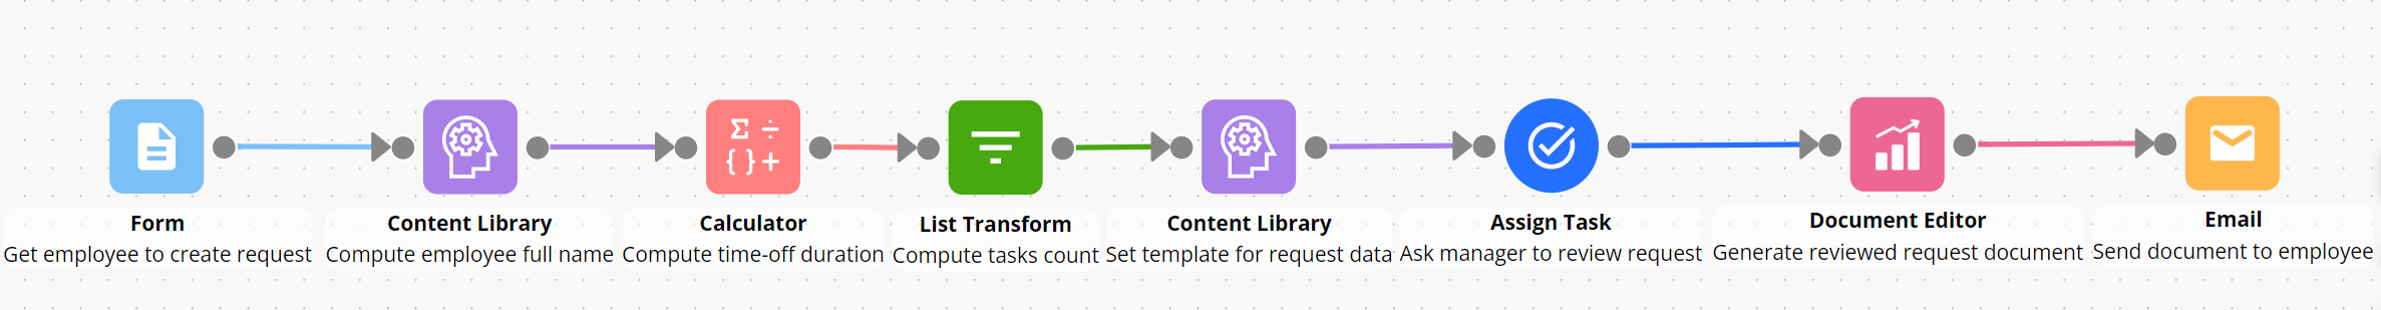 Form
Get employee to create request
Content Library
Compute employee full name
Σ ÷
{ } +
Calculator
Compute time-off duration
List Transform
Compute tasks count
Content Library
Set template for request data
Assign Task
Ask manager to review request
Document Editor
Generate reviewed request document
Email
Send document to employee